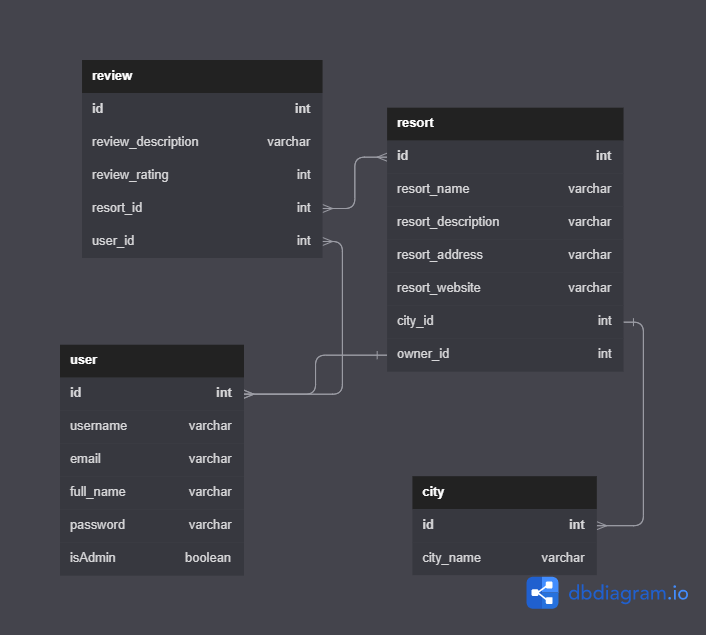 review
id int
review_description varchar
review_rating int
resort_id int
user_id int
resort
id int
resort_name varchar
resort_description varchar
resort_address varchar
resort_website varchar
city_id int
owner_id int
user
id int
username varchar
email varchar
full_name varchar
password varchar
isAdmin boolean
city
id int
city_name varchar
dbdiagram.io